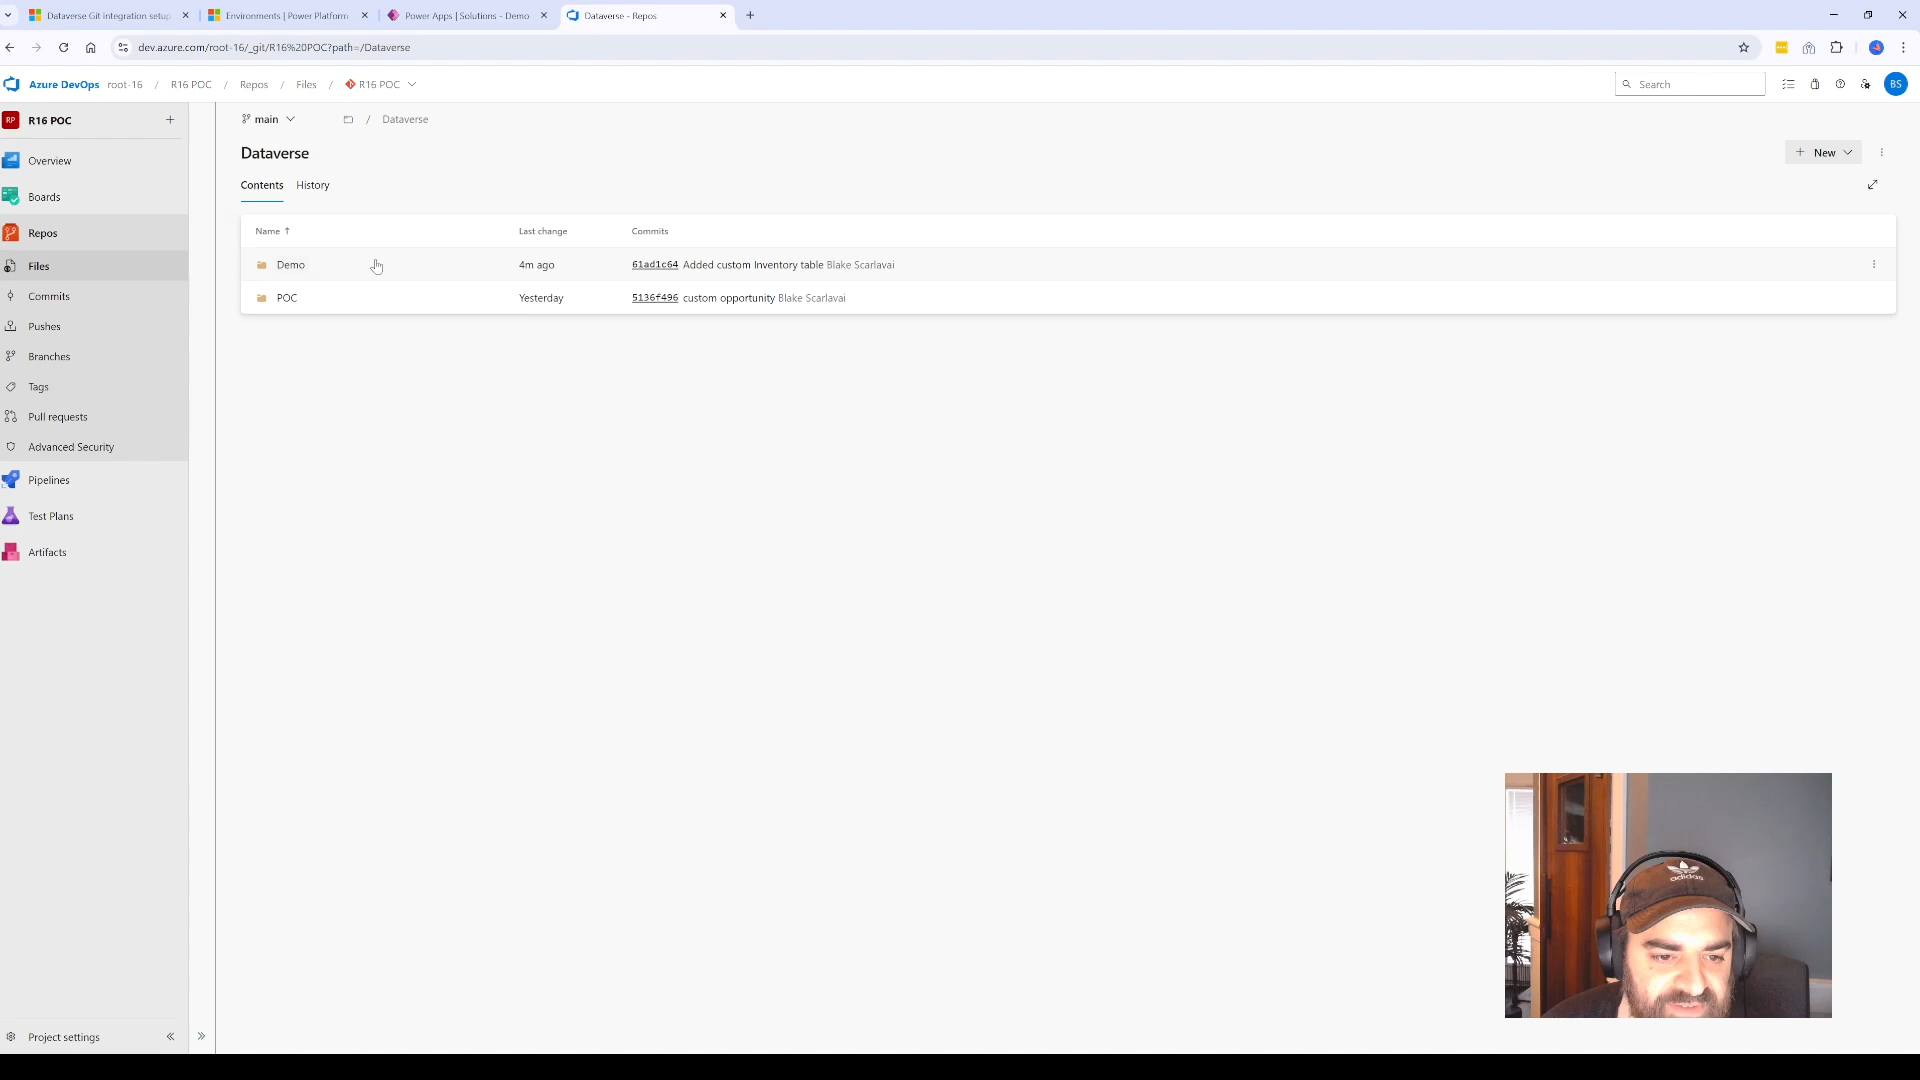 Dataverse Git integration setup
Environments | Power Platform
Power Apps | Solutions - Demo
Dataverse - Repos
dev.azure.com/root-16/_git/R16%20POC?path=/Dataverse
Azure DevOps root-16 / R16 POC / Repos / Files / R16 POC
Search
BS
RP R16 POC
Overview
Boards
Repos
Files
Commits
Pushes
Branches
Tags
Pull requests
Advanced Security
Pipelines
Test Plans
Artifacts
Project settings
main / Dataverse
Dataverse
New
Contents History
Name Last change Commits
Demo 4m ago 61ad1c64 Added custom Inventory table Blake Scarlavai
POC Yesterday 5136f496 custom opportunity Blake Scarlavai
adidas